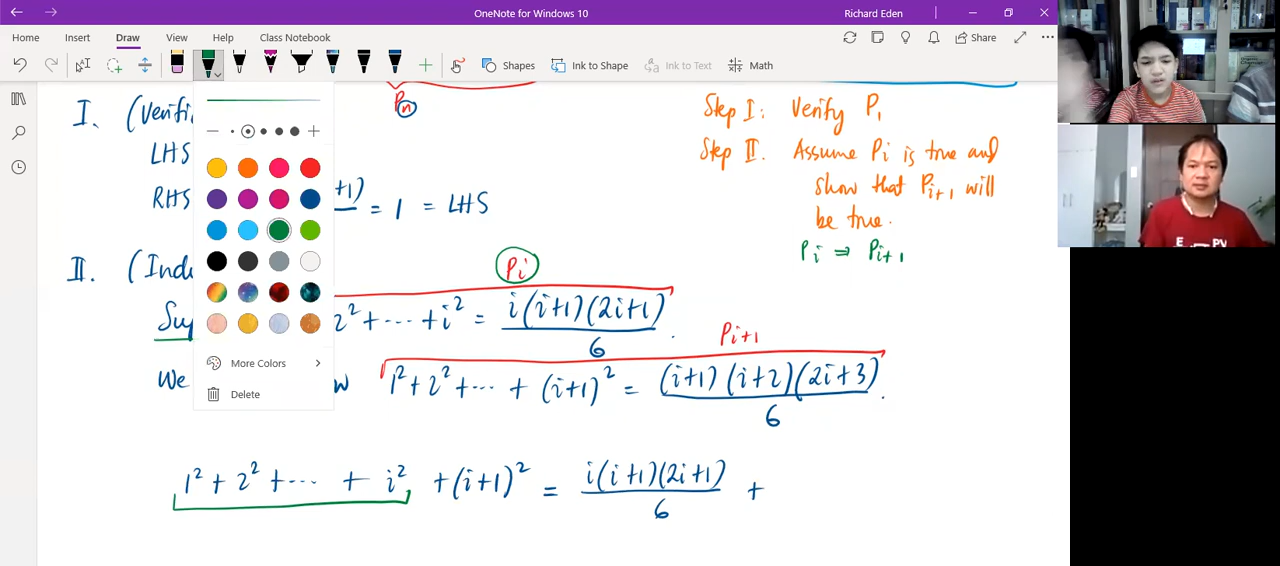 OneNote for Windows 10
Richard Eden
Home Insert Draw View Help Class Notebook
Share
Shapes Ink to Shape Ink to Text Math
Pn
I. (Verifi
LHS
RHS +1) = 1 = LHS
Step I: Verify P₁
Step II. Assume Pi is true and
show that Pi+1 will
be true.
Pi ⇒ Pi+1
II. (Indu
Pi
Sup 2² + ... + i² = i(i+1)(2i+1)/6.
Pi+1
We w 1² + 2² + ... + (i+1)² = (i+1)(i+2)(2i+3)/6.
More Colors
Delete
1² + 2² + ... + i² + (i+1)² = i(i+1)(2i+1)/6 +